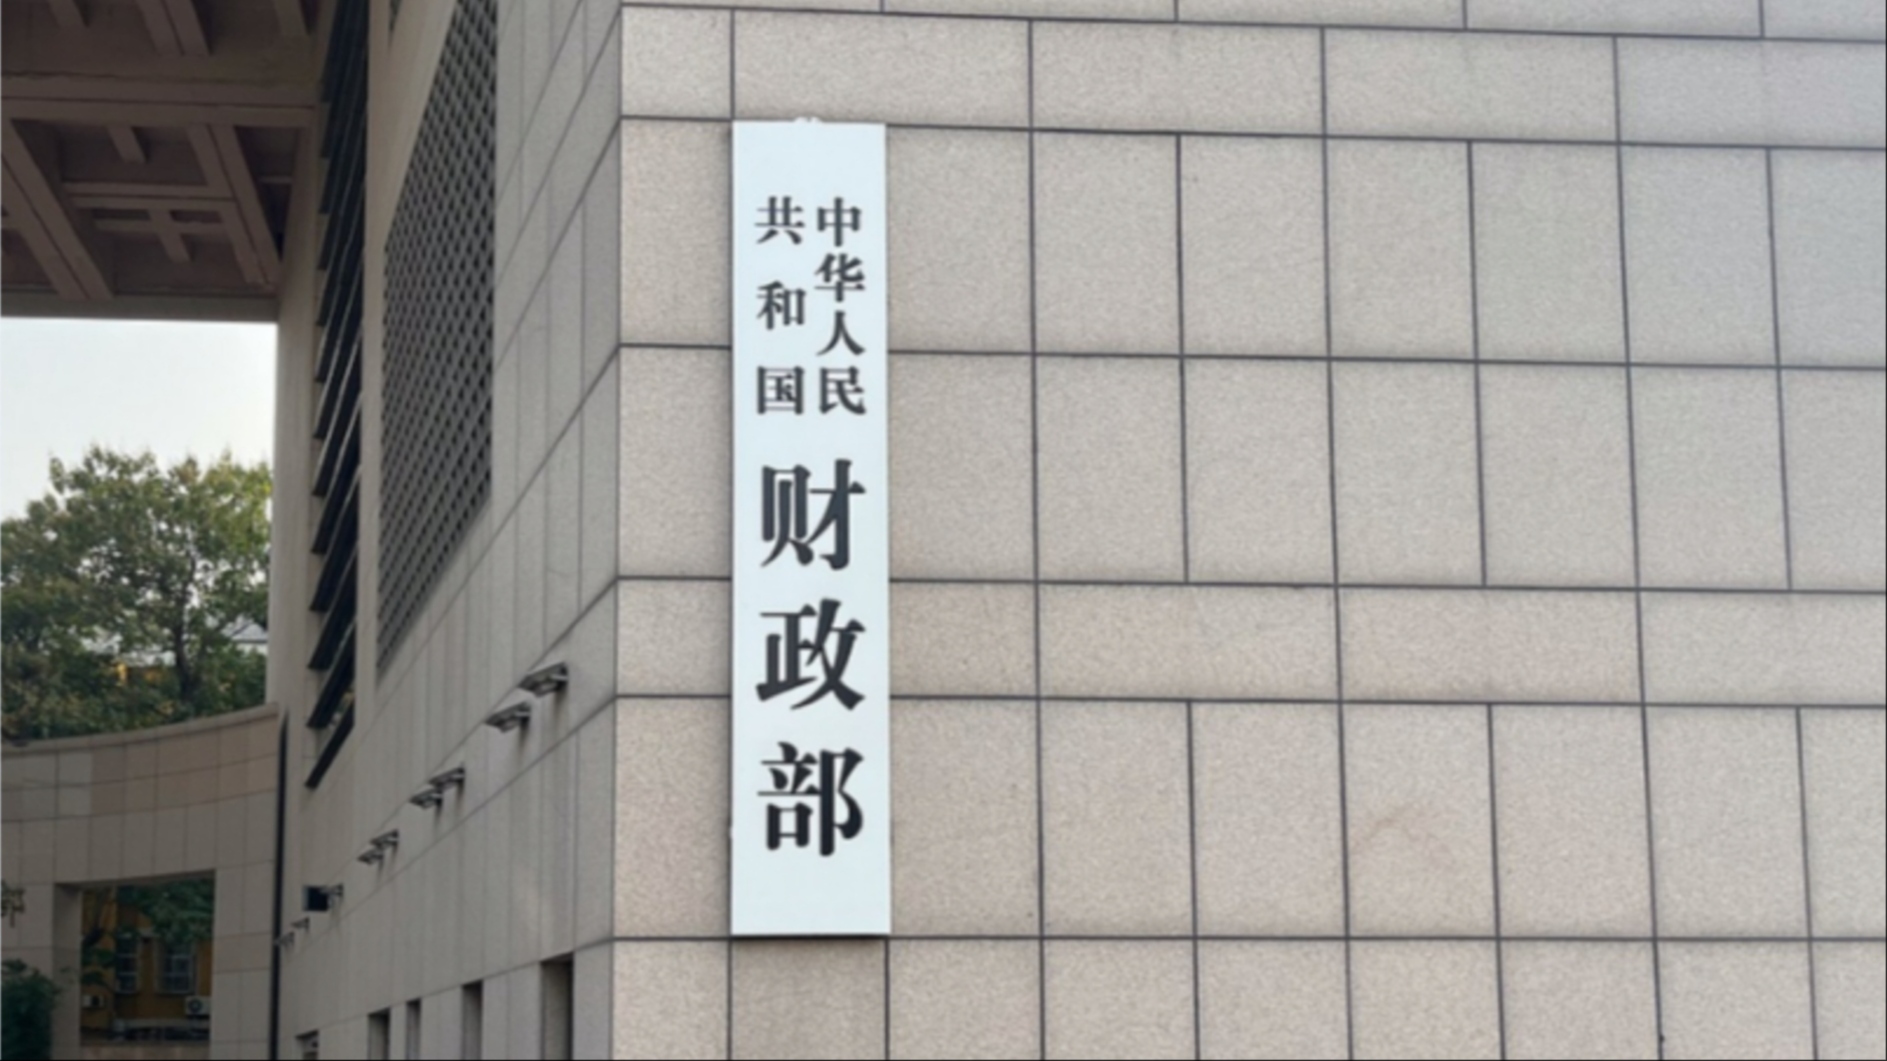 中华人民
共和国
财政部